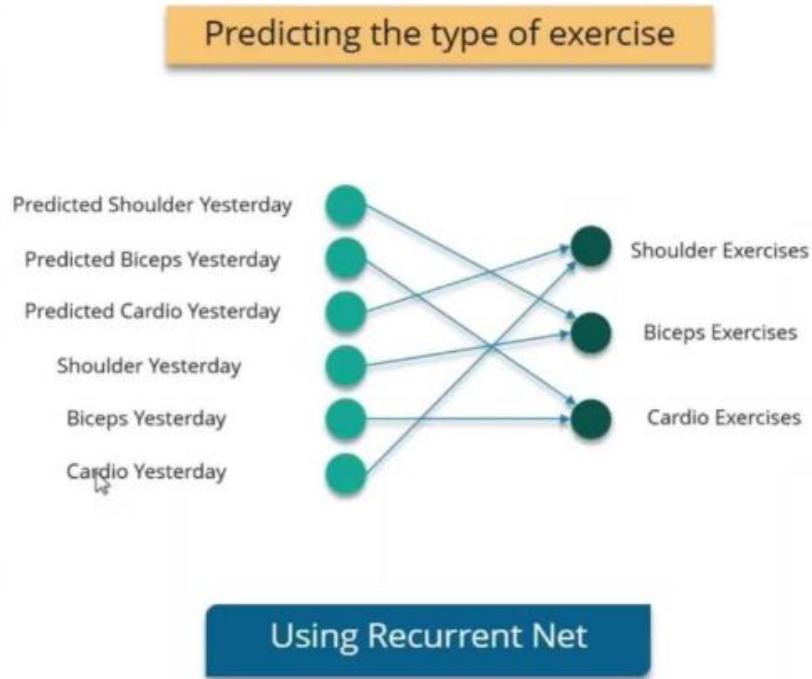 Predicting the type of exercise
Predicted Shoulder Yesterday
Predicted Biceps Yesterday
Predicted Cardio Yesterday
Shoulder Yesterday
Biceps Yesterday
Cardio Yesterday
Shoulder Exercises
Biceps Exercises
Cardio Exercises
Using Recurrent Net